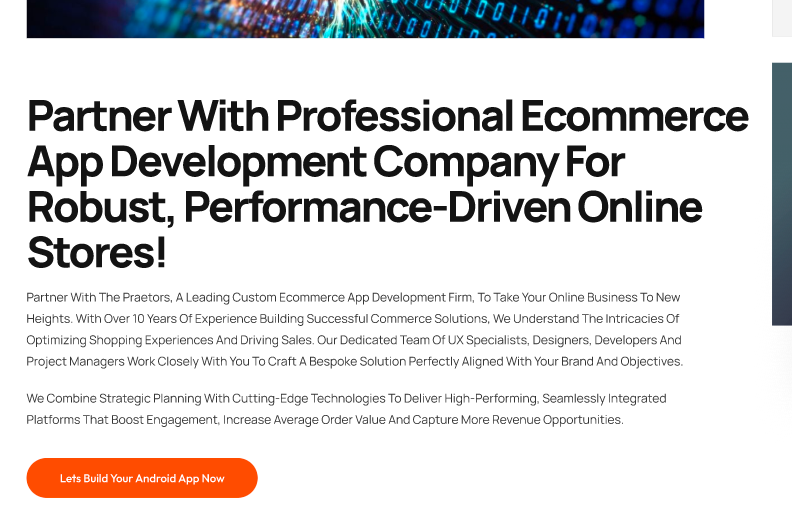 Partner With Professional Ecommerce
App Development Company For
Robust, Performance-Driven Online
Stores!
Partner With The Praetors, A Leading Custom Ecommerce App Development Firm, To Take Your Online Business To New
Heights. With Over 10 Years Of Experience Building Successful Commerce Solutions, We Understand The Intricacies Of
Optimizing Shopping Experiences And Driving Sales. Our Dedicated Team Of UX Specialists, Designers, Developers And
Project Managers Work Closely With You To Craft A Bespoke Solution Perfectly Aligned With Your Brand And Objectives.
We Combine Strategic Planning With Cutting-Edge Technologies To Deliver High-Performing, Seamlessly Integrated
Platforms That Boost Engagement, Increase Average Order Value And Capture More Revenue Opportunities.
Lets Build Your Android App Now